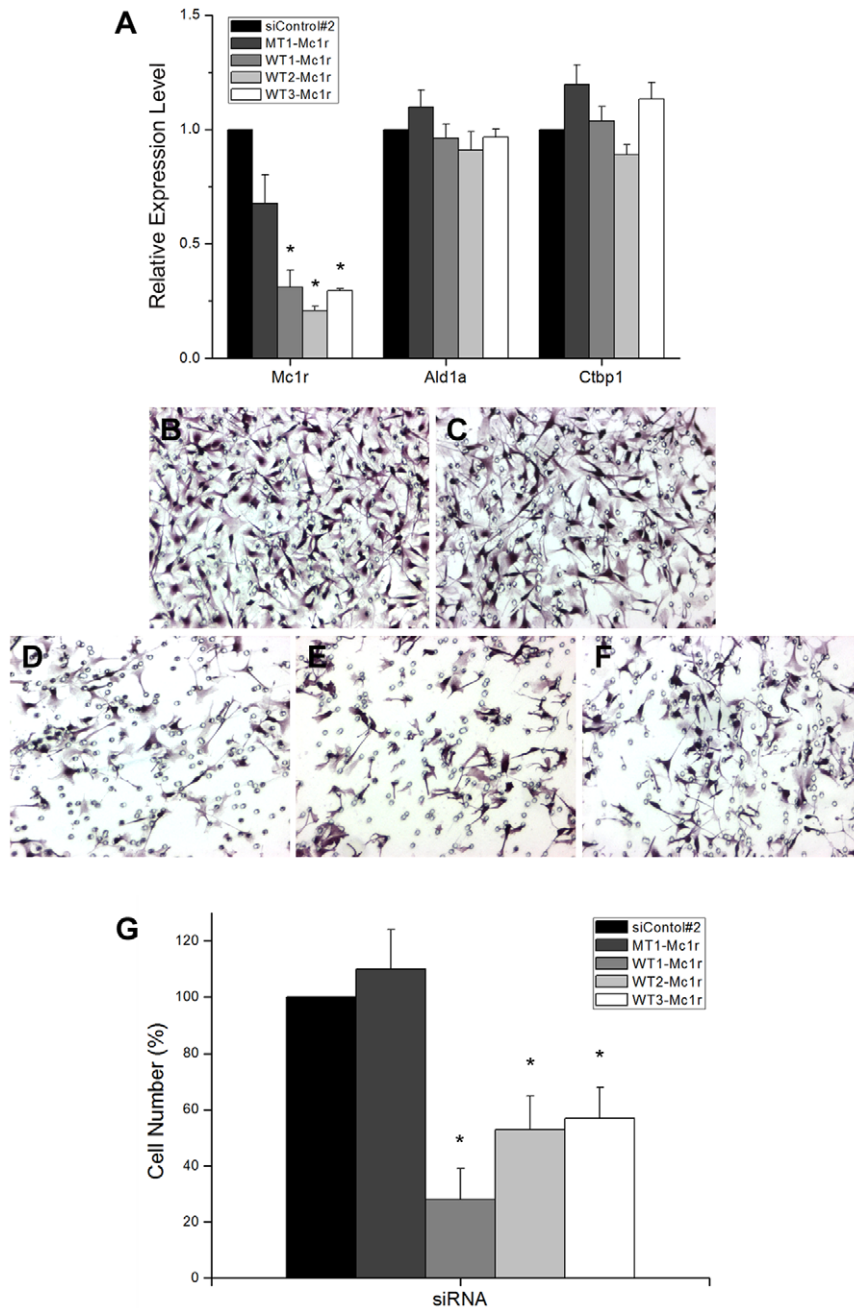 A
siControl#2
MT1-Mc1r
WT1-Mc1r
WT2-Mc1r
WT3-Mc1r
Relative Expression Level
1.5
1.0
0.5
0.0
*
*
*
Mc1r
Ald1a
Ctbp1
B
C
D
E
F
G
siContol#2
MT1-Mc1r
WT1-Mc1r
WT2-Mc1r
WT3-Mc1r
Cell Number (%)
120
100
80
60
40
20
0
*
*
*
siRNA